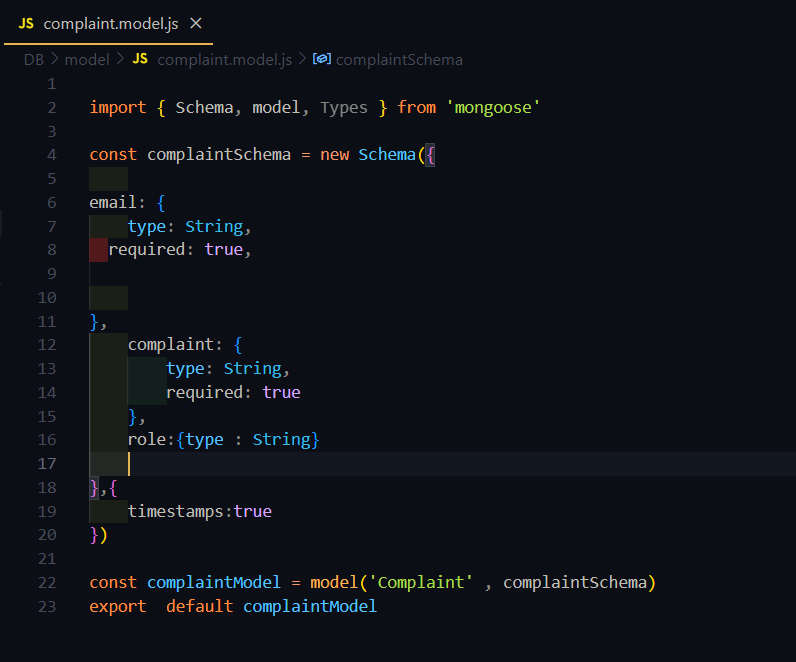 JS complaint.model.js ×
DB > model > JS complaint.model.js > complaintSchema
1
2 import { Schema, model, Types } from 'mongoose'
3
4 const complaintSchema = new Schema({
5
6 email: {
7 type: String,
8 required: true,
9
10
11 },
12 complaint: {
13 type: String,
14 required: true
15 },
16 role:{type : String}
17
18 },{
19 timestamps:true
20 })
21
22 const complaintModel = model('Complaint' , complaintSchema)
23 export  default complaintModel